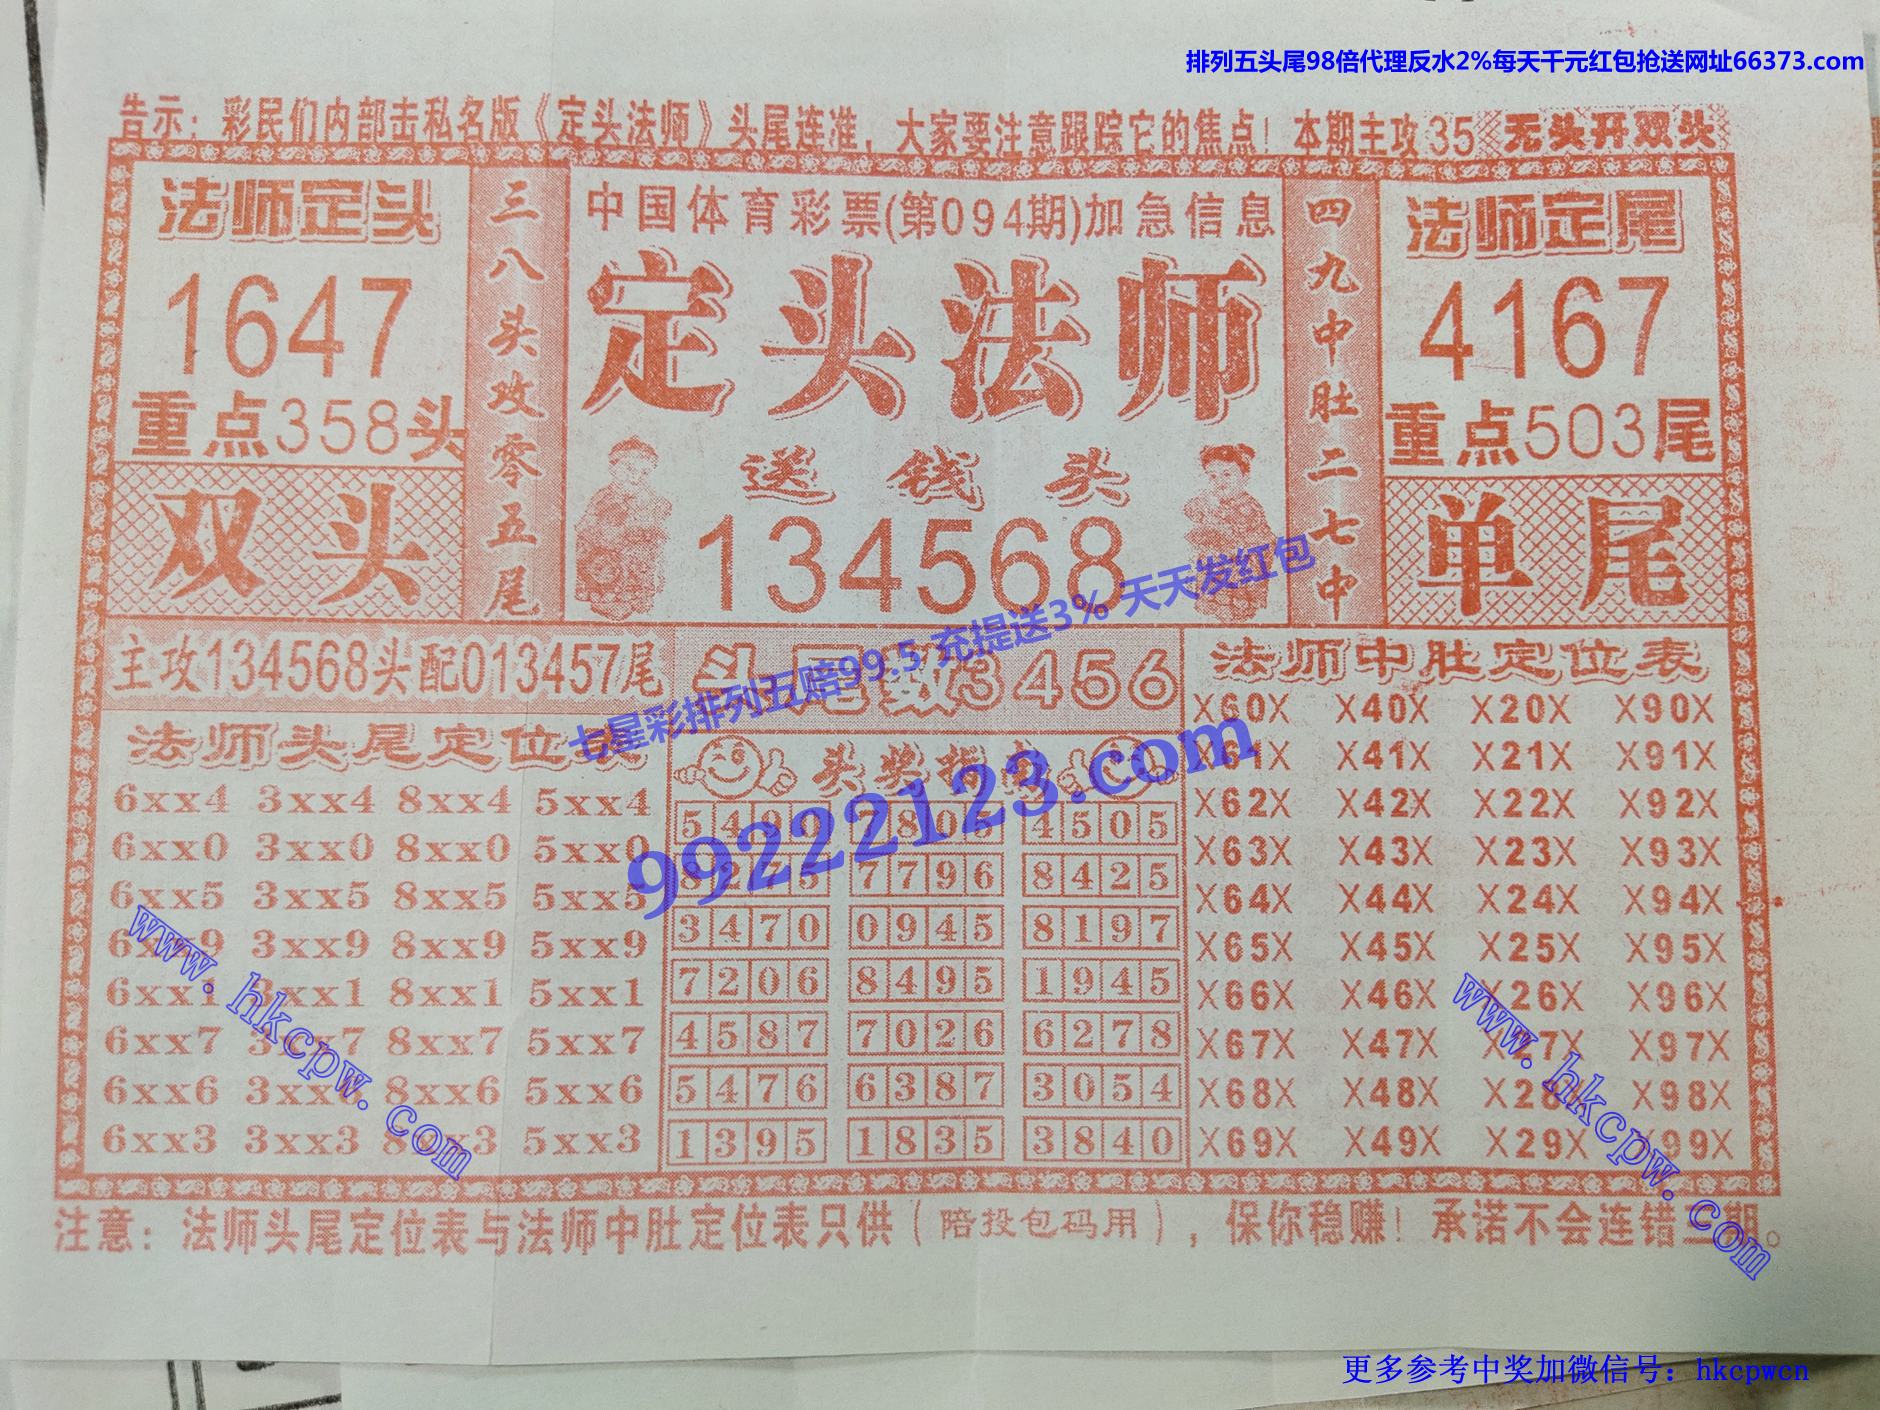 排列五头尾98倍代理反水2%每天千元红包抢送网址66373.com
告示：彩民们内部击私名版《定头法师》头尾连准，大家要注意跟踪它的焦点！本期主攻35 无头开双头
法师定头
1647
重点358头
双头
三八头攻零五尾
中国体育彩票(第094期)加急信息
定头法师
送钱头
134568
四九中肚二七中
法师定尾
4167
重点503尾
单尾
主攻134568头配013457尾
头尾数3456
法师中肚定位表
法师头尾定位表
6xx4 3xx4 8xx4 5xx4
6xx0 3xx0 8xx0 5xx0
6xx5 3xx5 8xx5 5xx5
6xx9 3xx9 8xx9 5xx9
6xx1 3xx1 8xx1 5xx1
6xx7 3xx7 8xx7 5xx7
6xx6 3xx6 8xx6 5xx6
6xx3 3xx3 8xx3 5xx3
头奖指
4505
8275 7796 8425
3470 0945 8197
7206 8495 1945
4587 7026 6278
5476 6387 3054
1395 1835 3840
X60X X40X X20X X90X
X61X X41X X21X X91X
X62X X42X X22X X92X
X63X X43X X23X X93X
X64X X44X X24X X94X
X65X X45X X25X X95X
X66X X46X X26X X96X
X67X X47X X27X X97X
X68X X48X X28X X98X
X69X X49X X29X X99X
七星彩排列五赔99.5 充提送3% 天天发红包
99222123.com
www.hkcpw.com
www.hkcpw.com
注意：法师头尾定位表与法师中肚定位表只供（陪投包码用），保你稳赚！承诺不会连错三期。
更多参考中奖加微信号：hkcpwcn